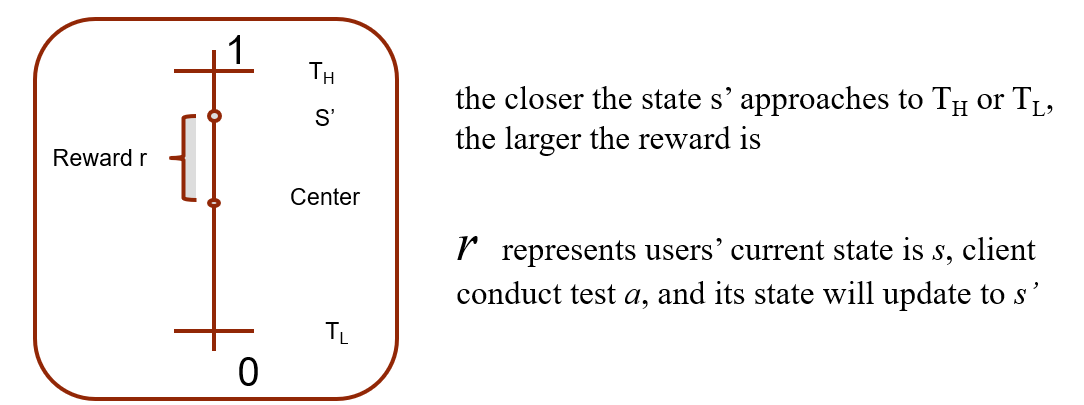 1
T_H
S’
Reward r
Center
T_L
0
the closer the state s’ approaches to T_H or T_L,
the larger the reward is
r represents users’ current state is s, client
conduct test a, and its state will update to s’